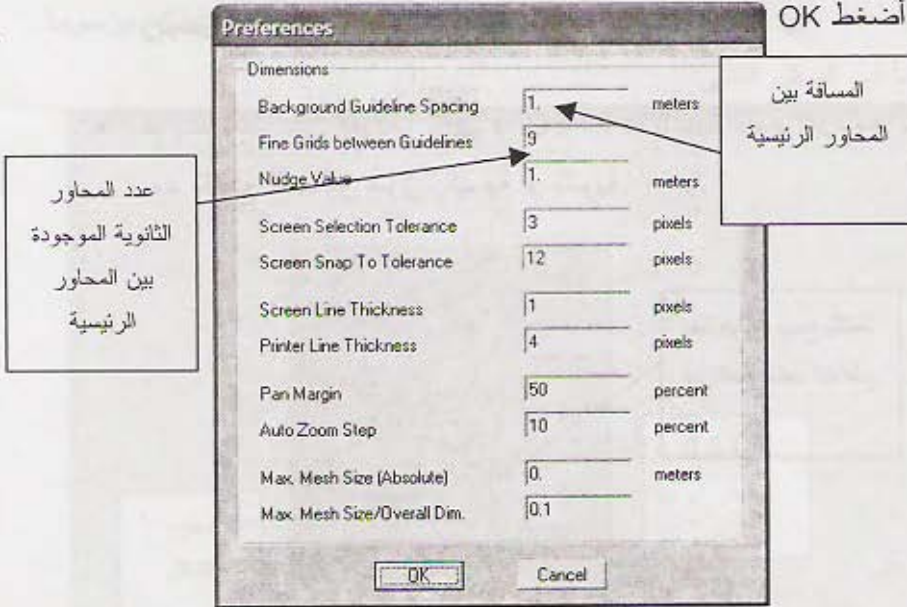 أضغط OK
Preferences
Dimensions
Background Guideline Spacing 1. meters
Fine Grids between Guidelines 9
Nudge Value 1. meters
Screen Selection Tolerance 3 pixels
Screen Snap To Tolerance 12 pixels
Screen Line Thickness 1 pixels
Printer Line Thickness 4 pixels
Pan Margin 50 percent
Auto Zoom Step 10 percent
Max. Mesh Size (Absolute) 0. meters
Max. Mesh Size/Overall Dim. 0.1
OK Cancel
المسافة بين
المحاور الرئيسية
عدد المحاور
الثانوية الموجودة
بين المحاور
الرئيسية